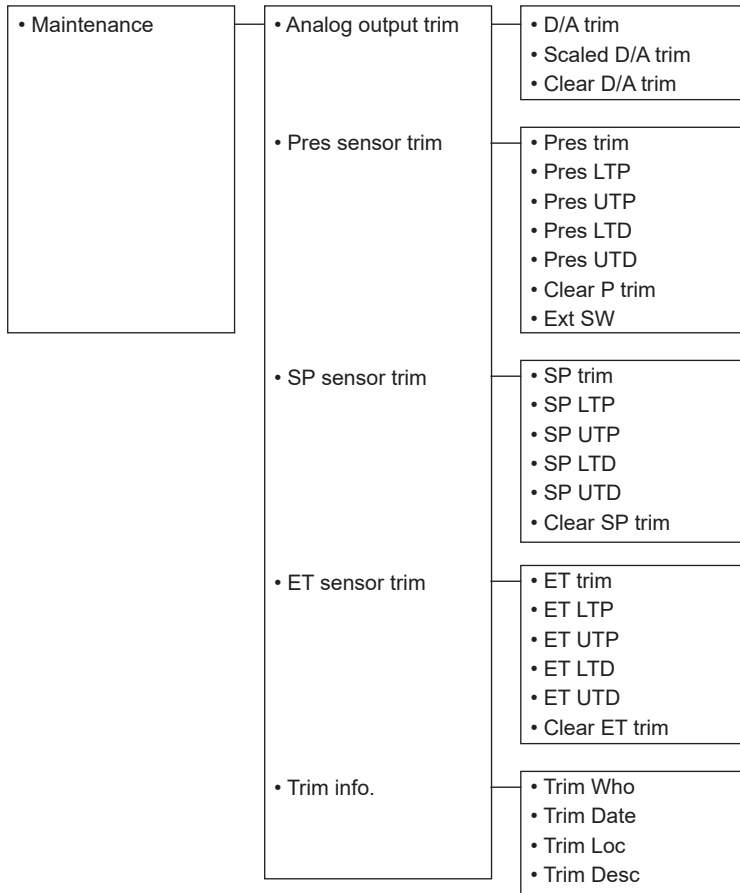 • Maintenance
• Analog output trim
• D/A trim
• Scaled D/A trim
• Clear D/A trim
• Pres sensor trim
• Pres trim
• Pres LTP
• Pres UTP
• Pres LTD
• Pres UTD
• Clear P trim
• Ext SW
• SP sensor trim
• SP trim
• SP LTP
• SP UTP
• SP LTD
• SP UTD
• Clear SP trim
• ET sensor trim
• ET trim
• ET LTP
• ET UTP
• ET LTD
• ET UTD
• Clear ET trim
• Trim info.
• Trim Who
• Trim Date
• Trim Loc
• Trim Desc